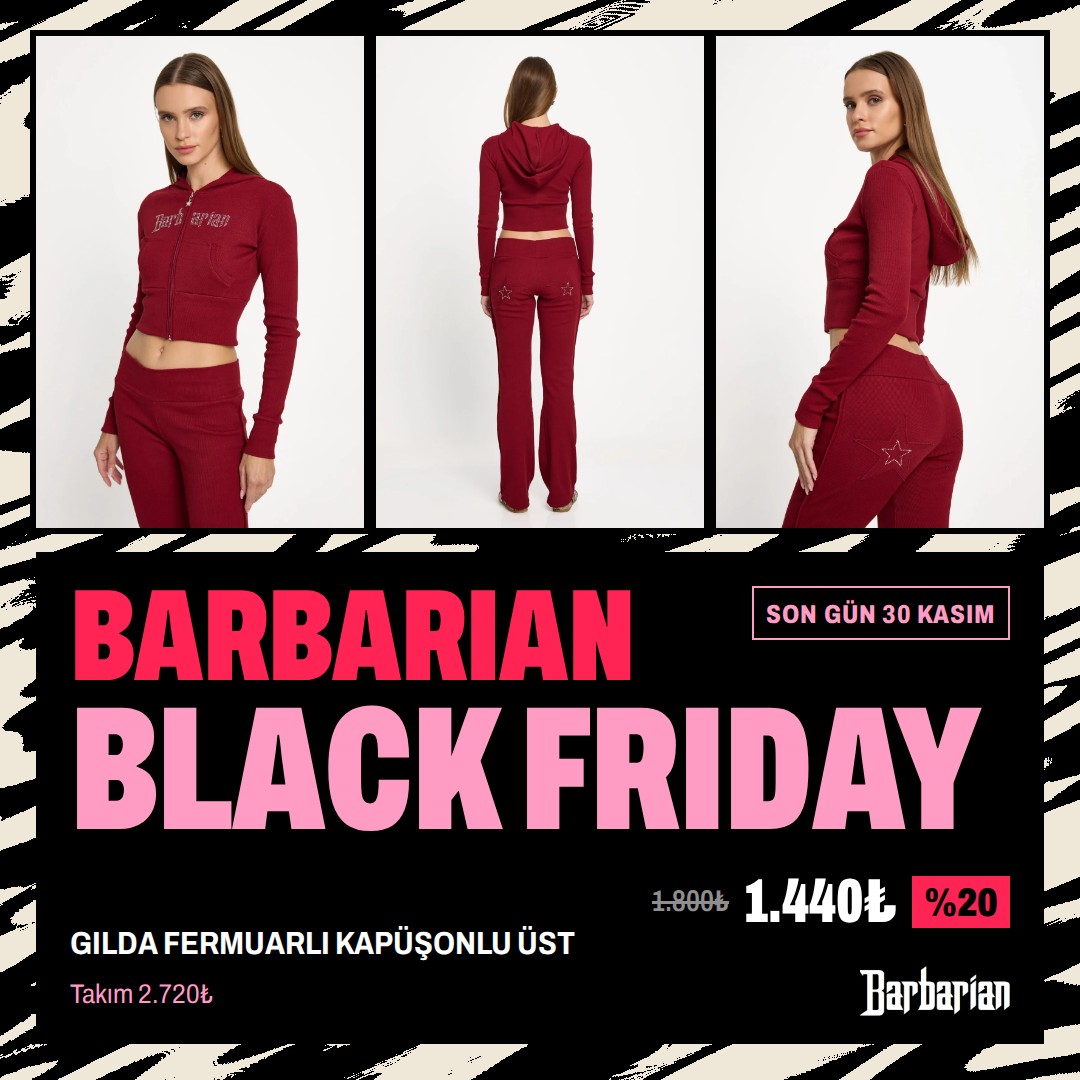 Barbarian
BARBARIAN
SON GÜN 30 KASIM
BLACK FRIDAY
1.800₺ 1.440₺ %20
GILDA FERMUARLI KAPÜŞONLU ÜST
Takım 2.720₺
Barbarian